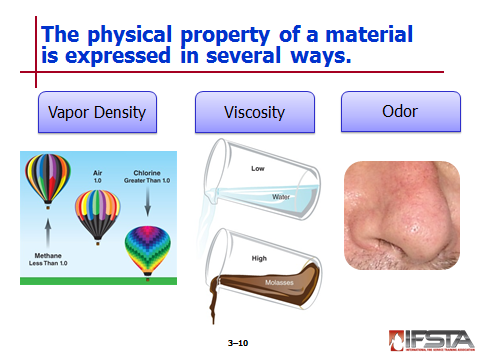 The physical property of a material
is expressed in several ways.
Vapor Density
Viscosity
Odor
Air
1.0
Chlorine
Greater Than 1.0
Methane
Less Than 1.0
Low
Water
High
Molasses
3–10
IFSTA
INTERNATIONAL FIRE SERVICE TRAINING ASSOCIATION